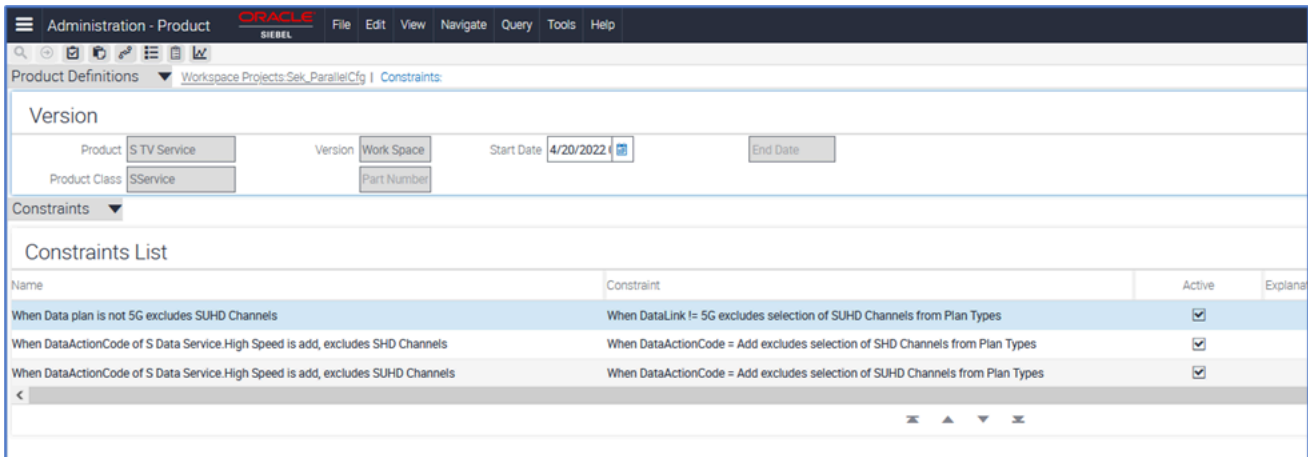 Administration - Product ORACLE SIEBEL File Edit View Navigate Query Tools Help
Product Definitions Workspace Projects:Sek_ParallelCfg | Constraints:
Version
Product S TV Service Version Work Space Start Date 4/20/2022 End Date
Product Class SService Part Number
Constraints
Constraints List
Name Constraint Active Explana
When Data plan is not 5G excludes SUHD Channels When DataLink != 5G excludes selection of SUHD Channels from Plan Types
When DataActionCode of S Data Service.High Speed is add, excludes SHD Channels When DataActionCode = Add excludes selection of SHD Channels from Plan Types
When DataActionCode of S Data Service.High Speed is add, excludes SUHD Channels When DataActionCode = Add excludes selection of SUHD Channels from Plan Types